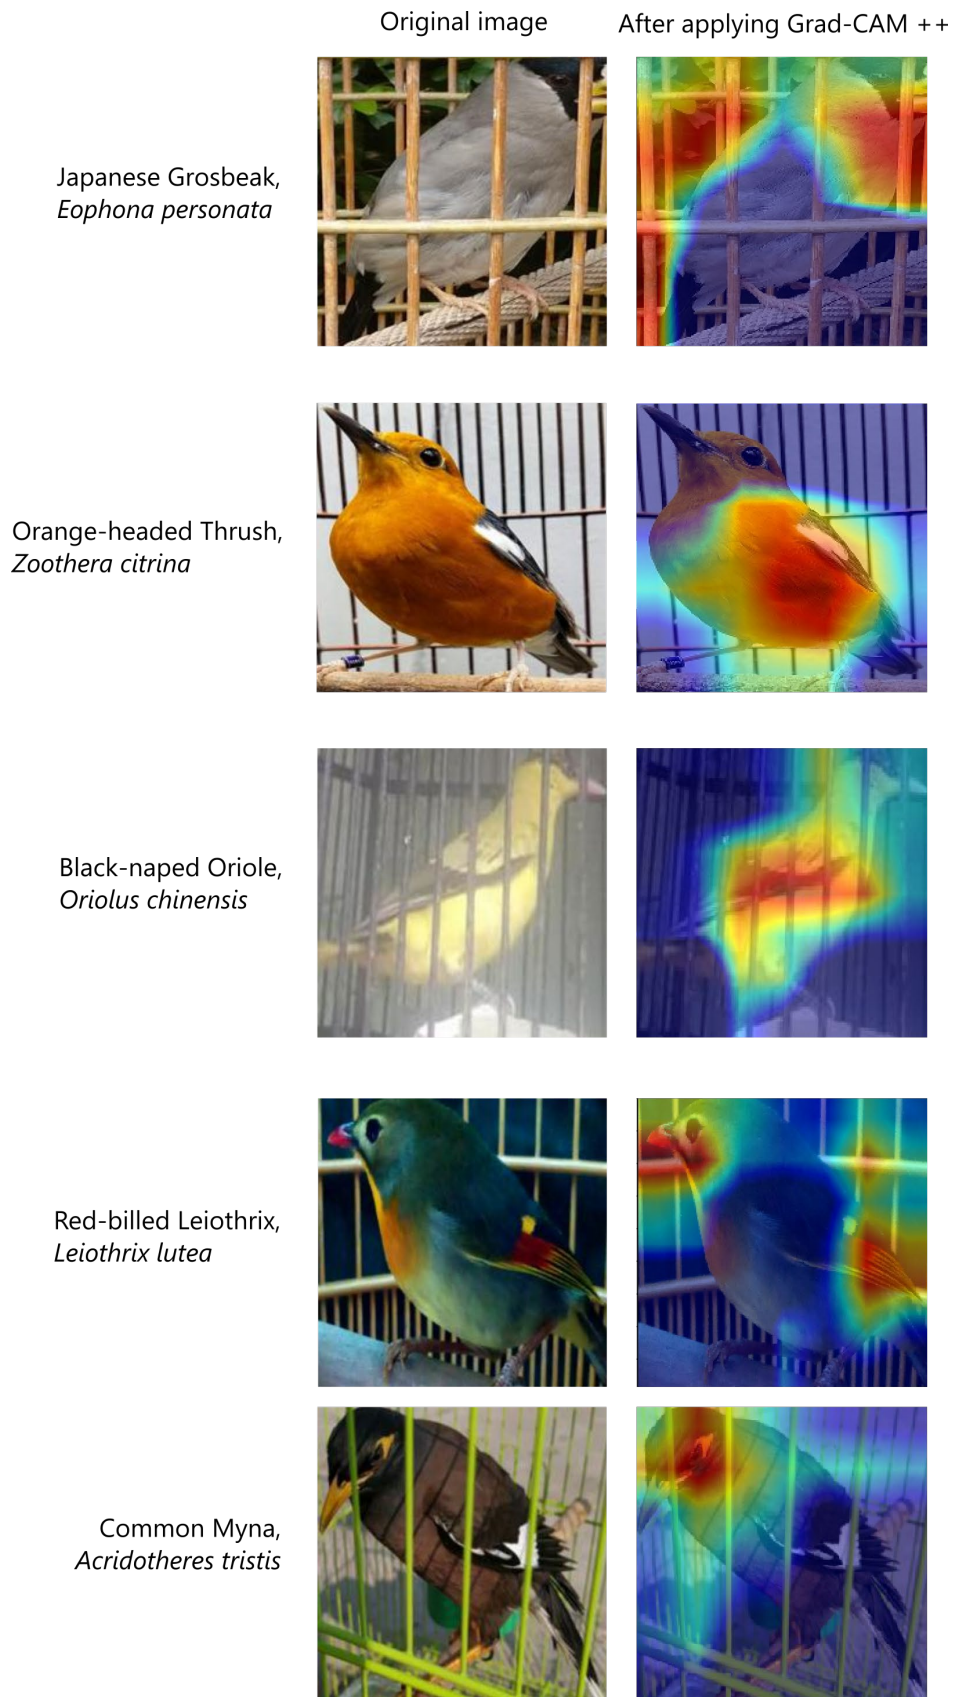 Original image
After applying Grad-CAM ++
Japanese Grosbeak,
Eophona personata
Orange-headed Thrush,
Zoothera citrina
Black-naped Oriole,
Oriolus chinensis
Red-billed Leiothrix,
Leiothrix lutea
Common Myna,
Acridotheres tristis